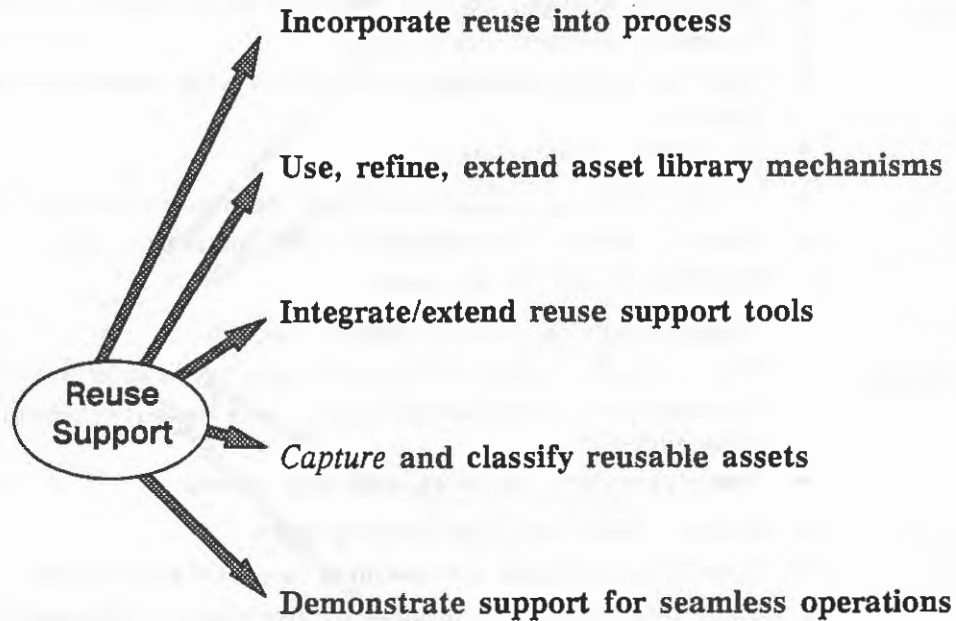 Incorporate reuse into process
Use, refine, extend asset library mechanisms
Integrate/extend reuse support tools
Reuse
Support
Capture and classify reusable assets
Demonstrate support for seamless operations